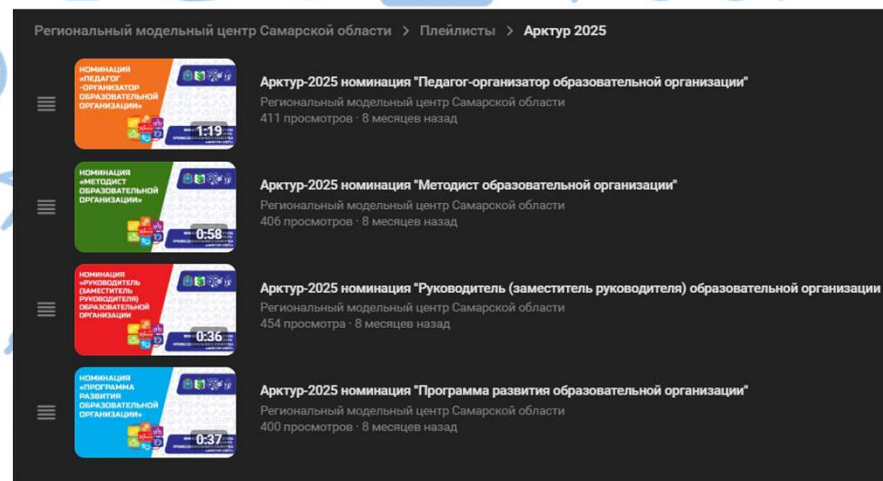 Региональный модельный центр Самарской области > Плейлисты > Арктур 2025
НОМИНАЦИЯ
«ПЕДАГОГ
-ОРГАНИЗАТОР
ОБРАЗОВАТЕЛЬНОЙ
ОРГАНИЗАЦИИ»
1:19
Арктур-2025 номинация "Педагог-организатор образовательной организации"
Региональный модельный центр Самарской области
411 просмотров · 8 месяцев назад
НОМИНАЦИЯ
«МЕТОДИСТ
ОБРАЗОВАТЕЛЬНОЙ
ОРГАНИЗАЦИИ»
0:58
Арктур-2025 номинация "Методист образовательной организации"
Региональный модельный центр Самарской области
406 просмотров · 8 месяцев назад
НОМИНАЦИЯ
«РУКОВОДИТЕЛЬ
(ЗАМЕСТИТЕЛЬ
РУКОВОДИТЕЛЯ)
ОБРАЗОВАТЕЛЬНОЙ
ОРГАНИЗАЦИИ
0:36
Арктур-2025 номинация "Руководитель (заместитель руководителя) образовательной организации
Региональный модельный центр Самарской области
454 просмотра · 8 месяцев назад
НОМИНАЦИЯ
«ПРОГРАММА
РАЗВИТИЯ
ОБРАЗОВАТЕЛЬНОЙ
ОРГАНИЗАЦИИ»
0:37
Арктур-2025 номинация "Программа развития образовательной организации"
Региональный модельный центр Самарской области
400 просмотров · 8 месяцев назад